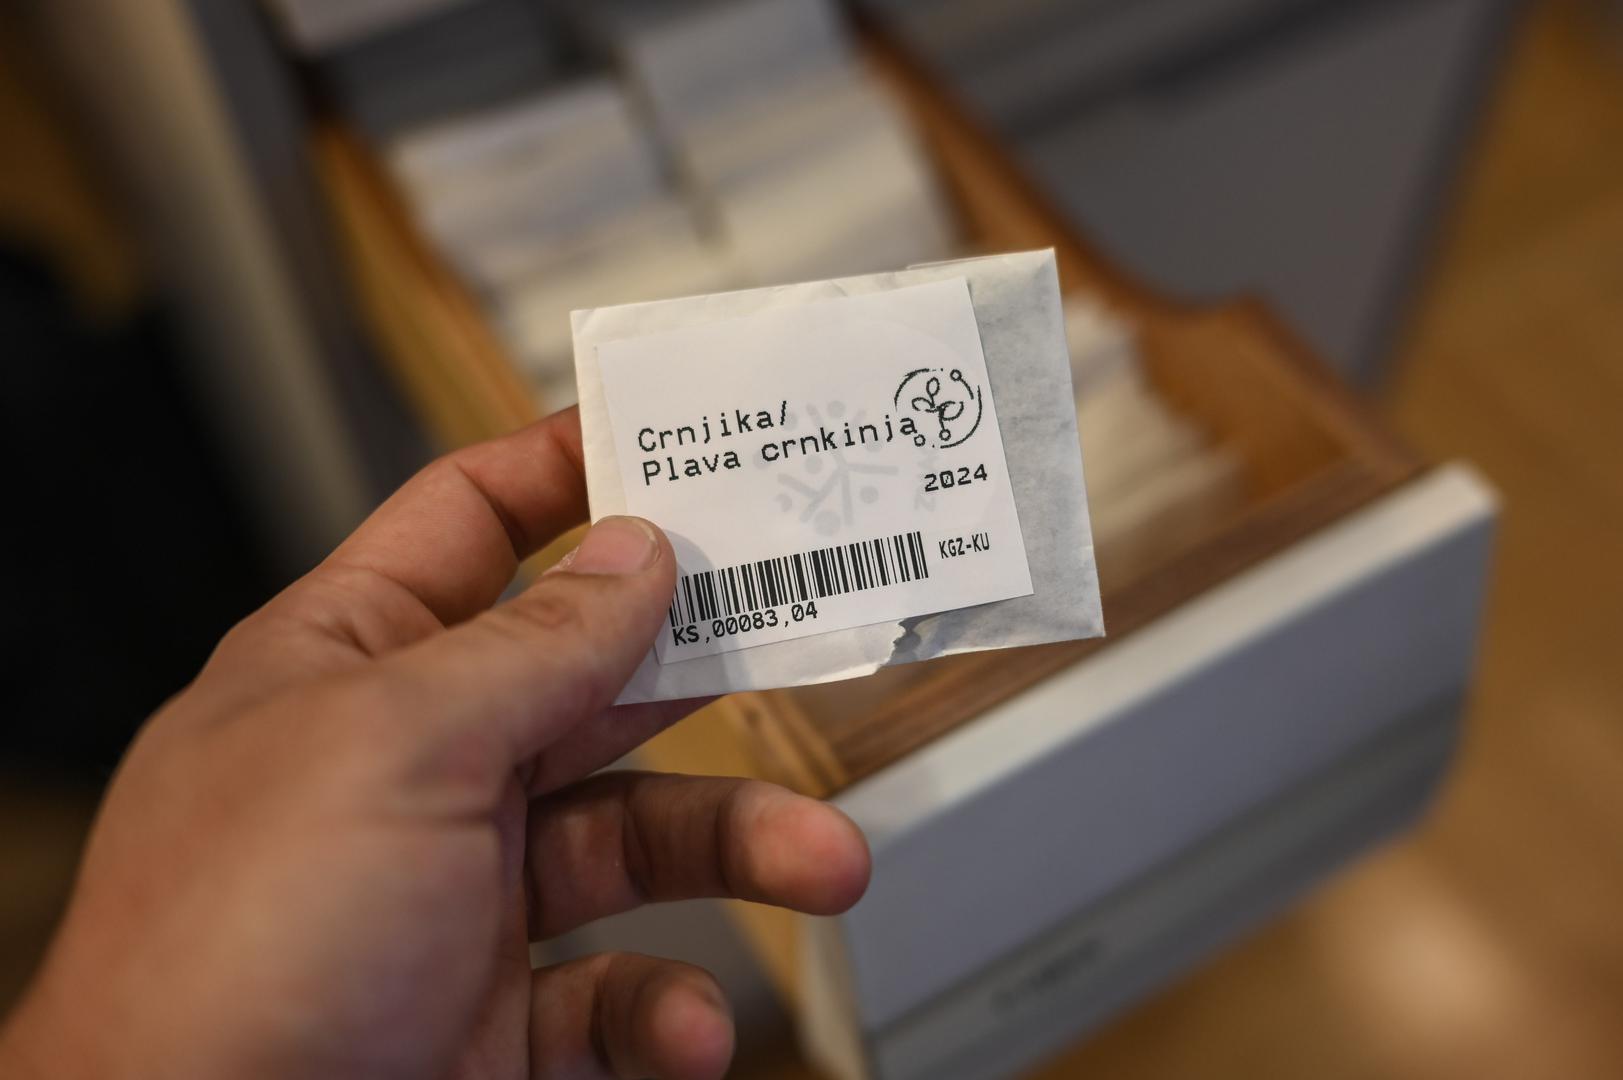 Crnjika/
Plava crnkinja
2024
KGZ-KU
KS,00083,04